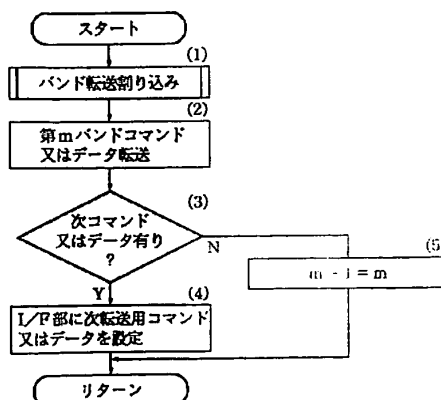 スタート
(1)
バンド転送割り込み
(2)
第mバンドコマンド
又はデータ転送
(3)
次コマンド
又はデータ有り
?
N
Y
(4)
I/F部に次転送用コマンド
又はデータを設定
(5
リターン